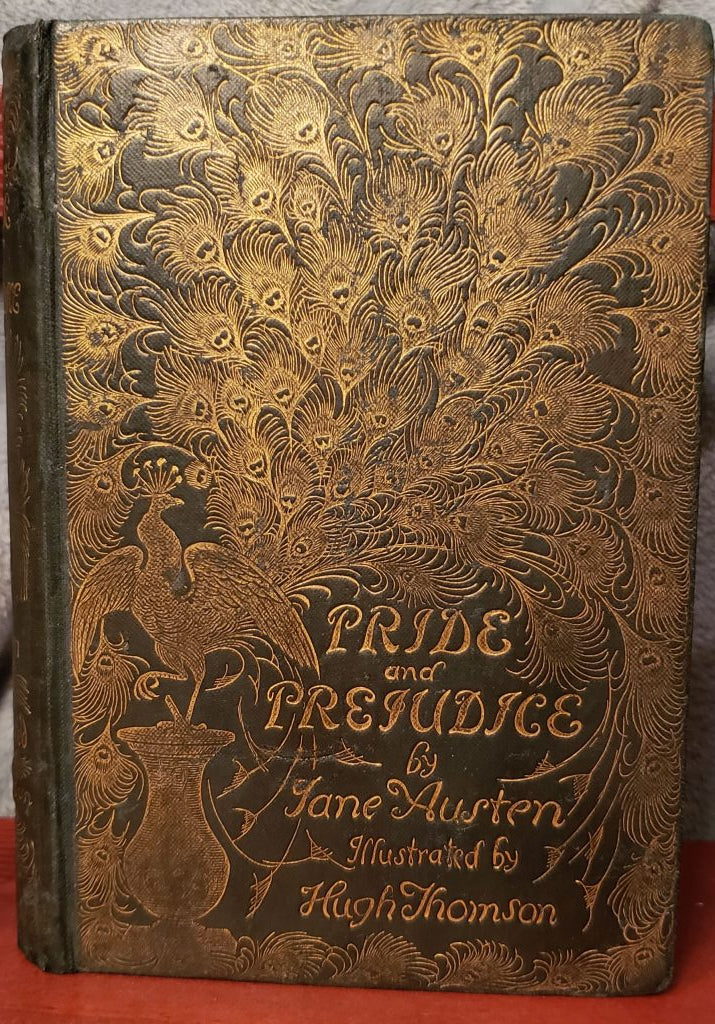 PRIDE
and
PREJUDICE
by
Jane Austen
Illustrated by
Hugh Thomson